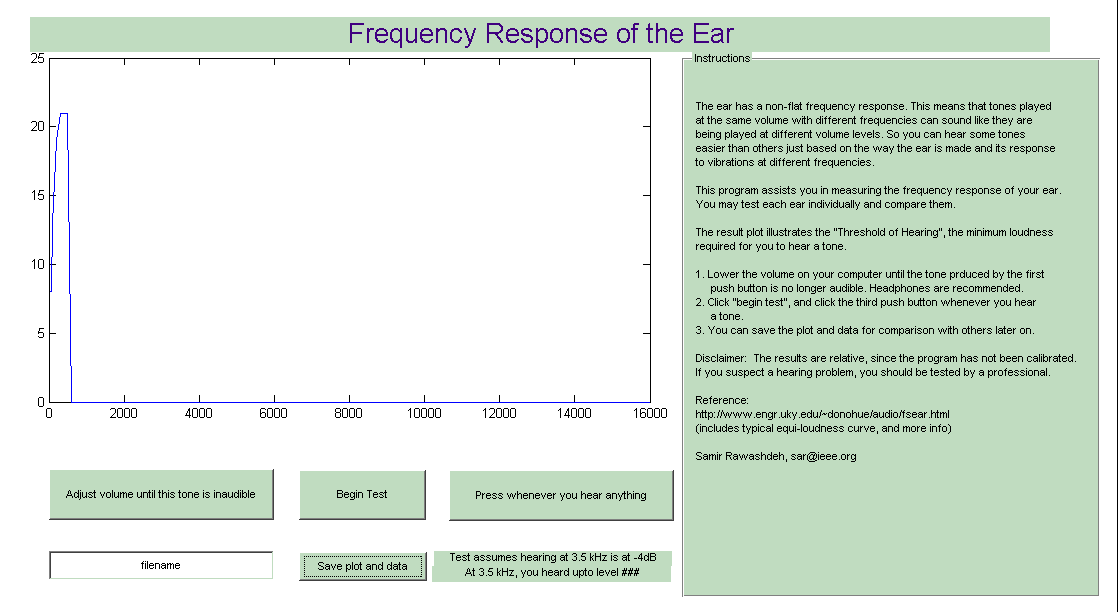 Frequency Response of the Ear
25
20
15
10
5
0
0 2000 4000 6000 8000 10000 12000 14000 16000
Adjust volume until this tone is inaudible
Begin Test
Press whenever you hear anything
filename
Save plot and data
Test assumes hearing at 3.5 kHz is at -4dB
At 3.5 kHz, you heard upto level ###
Instructions
The ear has a non-flat frequency response. This means that tones played
at the same volume with different frequencies can sound like they are
being played at different volume levels. So you can hear some tones
easier than others just based on the way the ear is made and its response
to vibrations at different frequencies.
This program assists you in measuring the frequency response of your ear.
You may test each ear individually and compare them.
The result plot illustrates the "Threshold of Hearing", the minimum loudness
required for you to hear a tone.
1. Lower the volume on your computer until the tone prduced by the first
push button is no longer audible. Headphones are recommended.
2. Click "begin test", and click the third push button whenever you hear
a tone.
3. You can save the plot and data for comparison with others later on.
Disclaimer: The results are relative, since the program has not been calibrated.
If you suspect a hearing problem, you should be tested by a professional.
Reference:
http://www.engr.uky.edu/~donohue/audio/fsear.html
(includes typical equi-loudness curve, and more info)
Samir Rawashdeh, sar@ieee.org